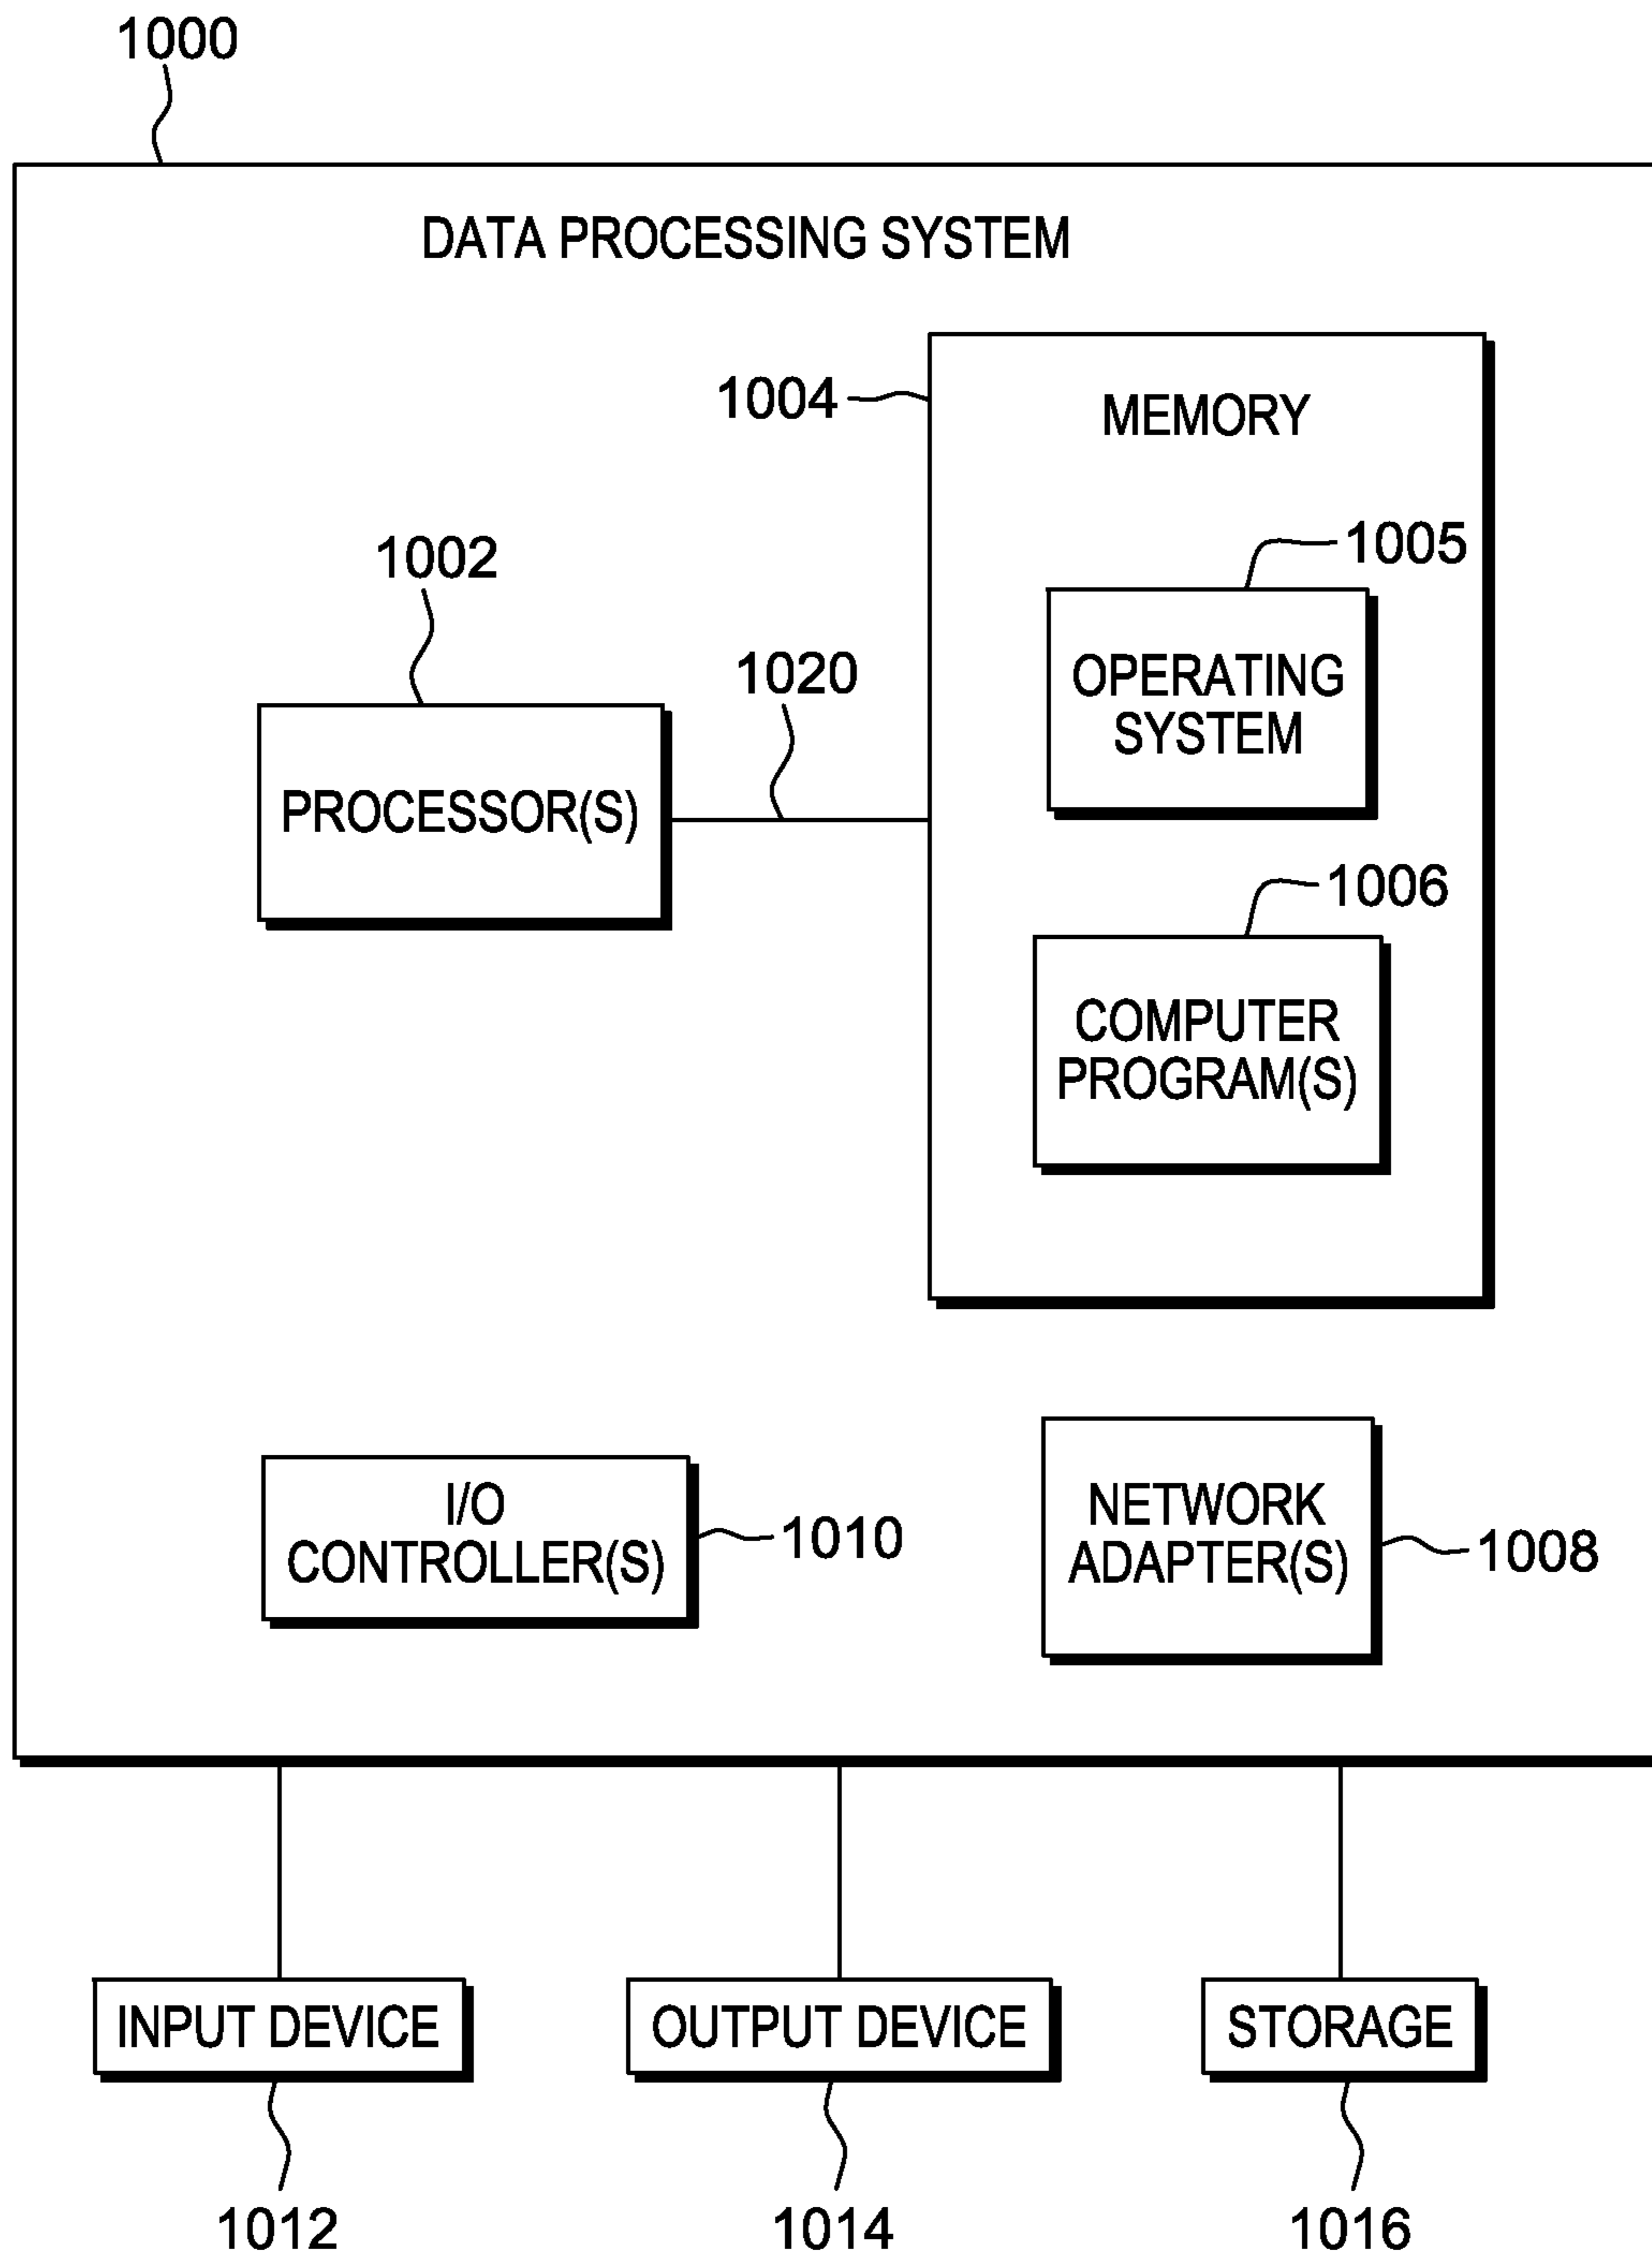 1000
DATA PROCESSING SYSTEM
1004
MEMORY
1005
1002
OPERATING
SYSTEM
1020
PROCESSOR(S)
1006
COMPUTER
PROGRAM(S)
I/O
CONTROLLER(S)
1010
NETWORK
ADAPTER(S)
1008
INPUT DEVICE
OUTPUT DEVICE
STORAGE
1012
1014
1016